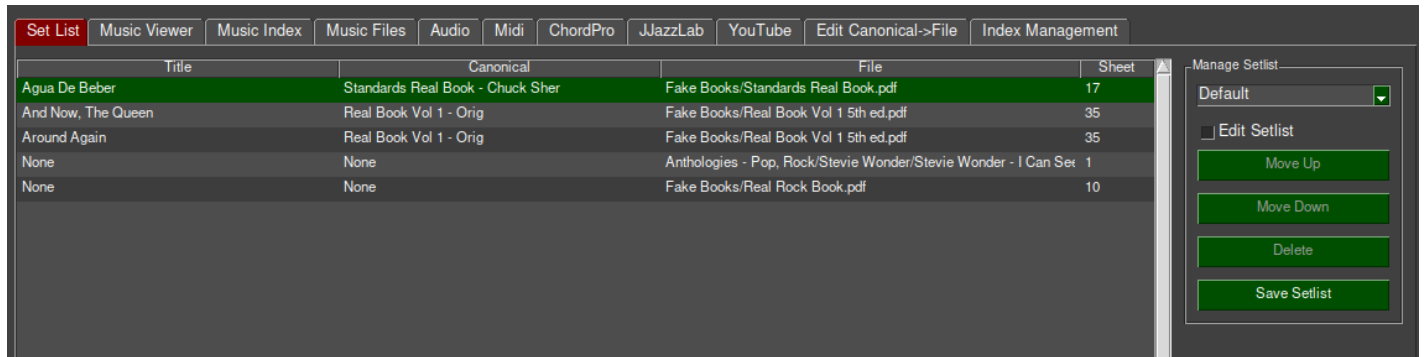 Set List Music Viewer Music Index Music Files Audio Midi ChordPro JJazzLab YouTube Edit Canonical->File Index Management
Title Canonical File Sheet
Agua De Beber Standards Real Book - Chuck Sher Fake Books/Standards Real Book.pdf 17
And Now, The Queen Real Book Vol 1 - Orig Fake Books/Real Book Vol 1 5th ed.pdf 35
Around Again Real Book Vol 1 - Orig Fake Books/Real Book Vol 1 5th ed.pdf 35
None None Anthologies - Pop, Rock/Stevie Wonder/Stevie Wonder - I Can See 1
None None Fake Books/Real Rock Book.pdf 10
Manage Setlist
Default
Edit Setlist
Move Up
Move Down
Delete
Save Setlist